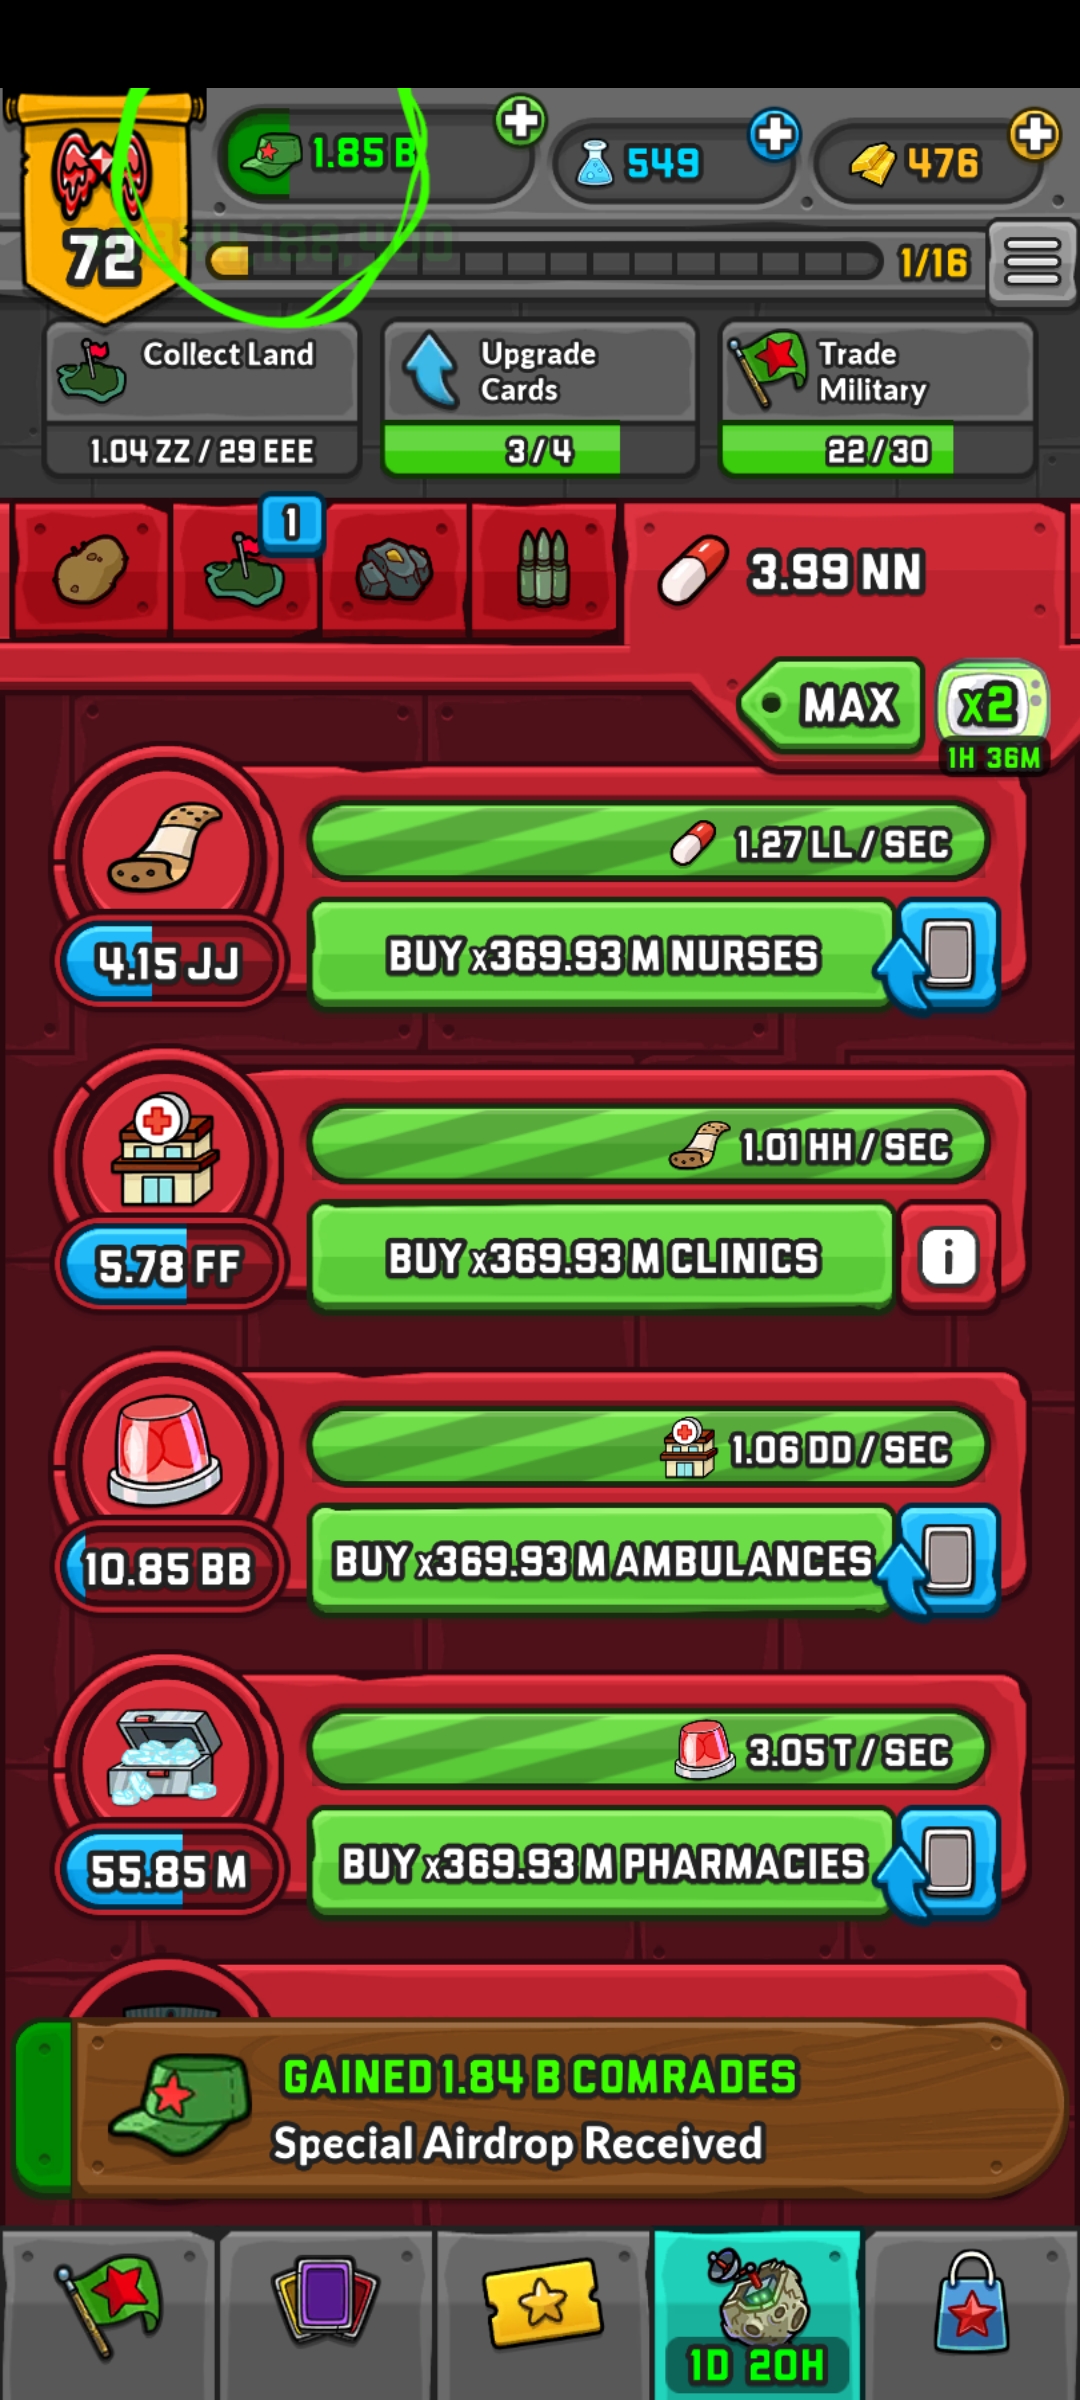 1.85 B
549
476
72
1/16
Collect Land
1.04 ZZ / 29 EEE
Upgrade
Cards
3/4
Trade
Military
22/30
1
3.99 NN
MAX
x2
1H 36M
1.27 LL / SEC
4.15 JJ
BUY x369.93 M NURSES
1.01 HH / SEC
5.78 FF
BUY x369.93 M CLINICS
i
1.06 DD / SEC
10.85 BB
BUY x369.93 M AMBULANCES
3.05 T / SEC
55.85 M
BUY x369.93 M PHARMACIES
GAINED 1.84 B COMRADES
Special Airdrop Received
1D 20H